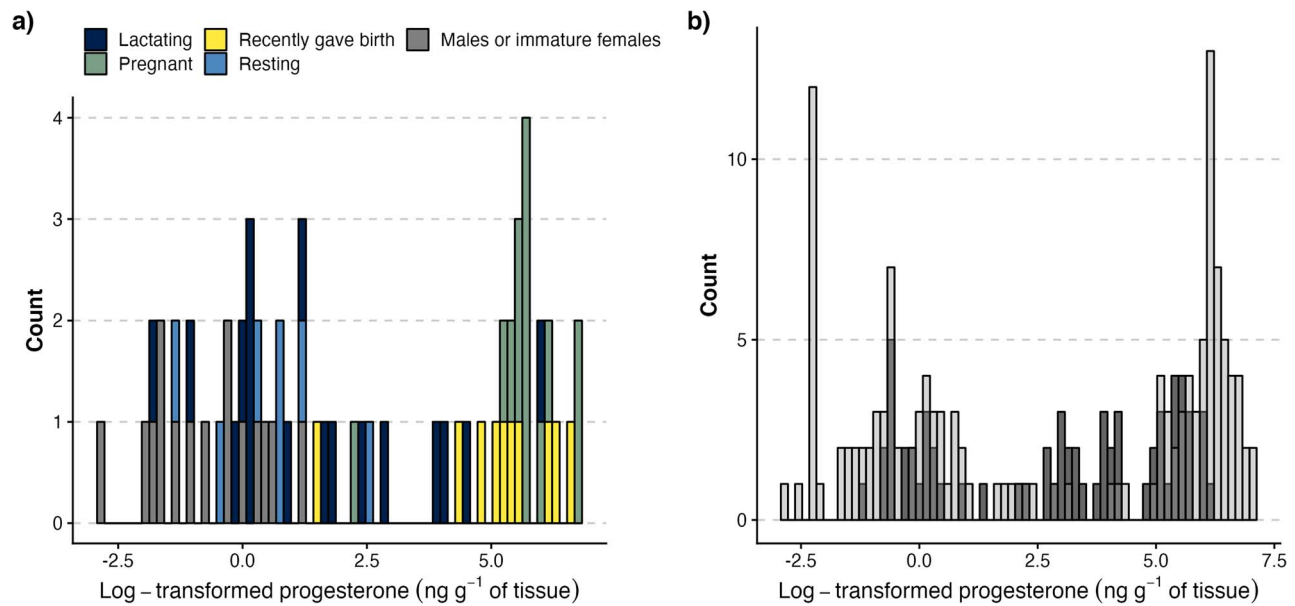 a)
Lactating Recently gave birth Males or immature females
Pregnant Resting
Count
4
3
2
1
0
-2.5 0.0 2.5 5.0
Log – transformed progesterone (ng g⁻¹ of tissue)
b)
Count
10
5
0
-2.5 0.0 2.5 5.0 7.5
Log – transformed progesterone (ng g⁻¹ of tissue)